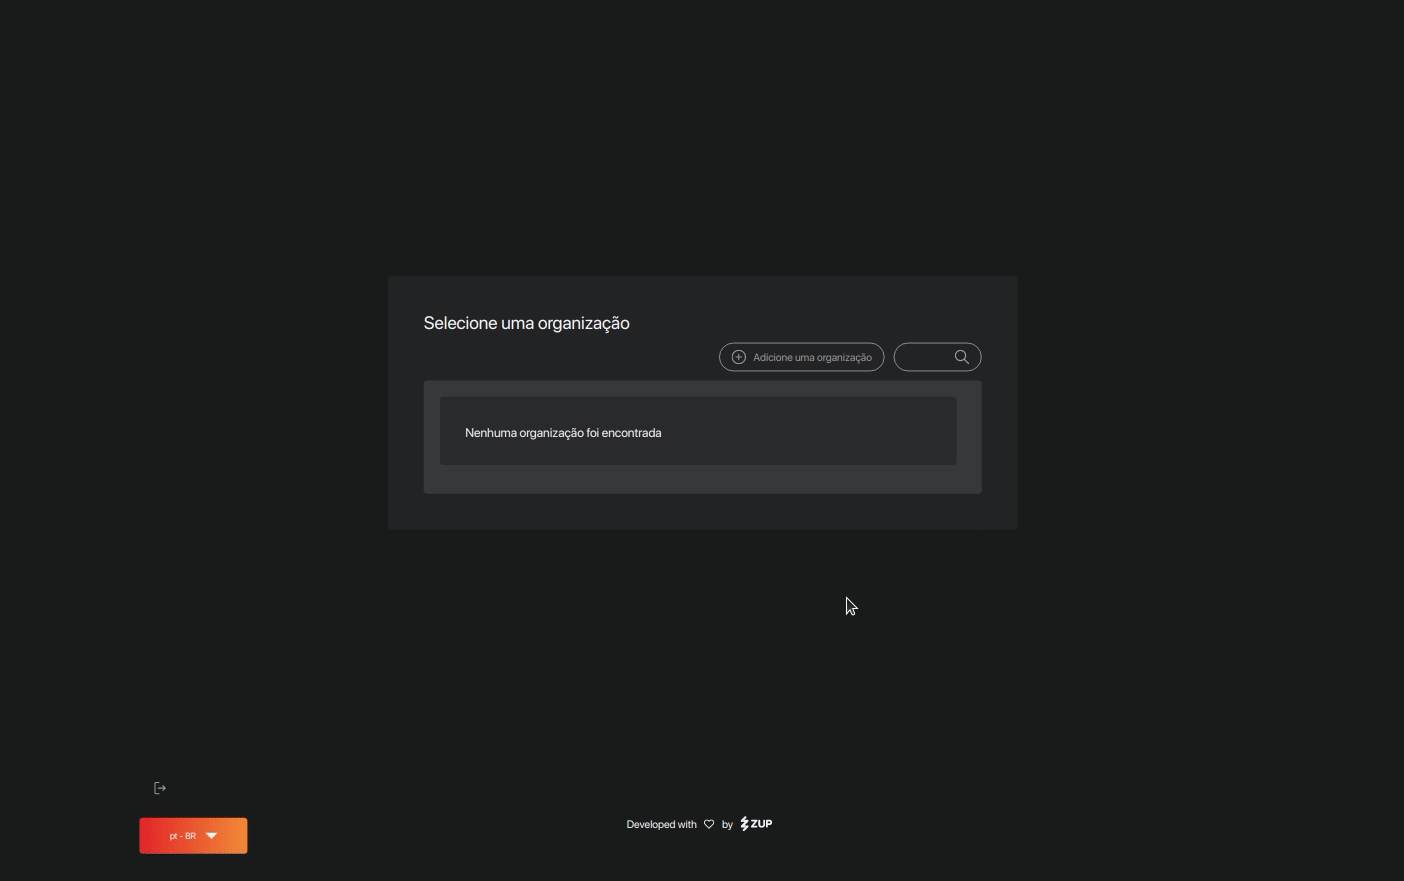 Selecione uma organização
Adicione uma organização
Nenhuma organização foi encontrada
pt - BR
Developed with by ZUP